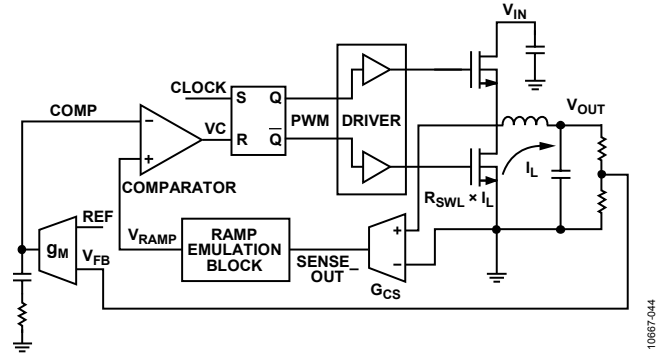 V_IN
CLOCK
S
Q
COMP
–
VC
R
Q̅
PWM
DRIVER
V_OUT
+
COMPARATOR
I_L
R_SWL × I_L
REF
g_M
V_FB
V_RAMP
RAMP
EMULATION
BLOCK
SENSE_
OUT
+
–
G_CS
10667-044